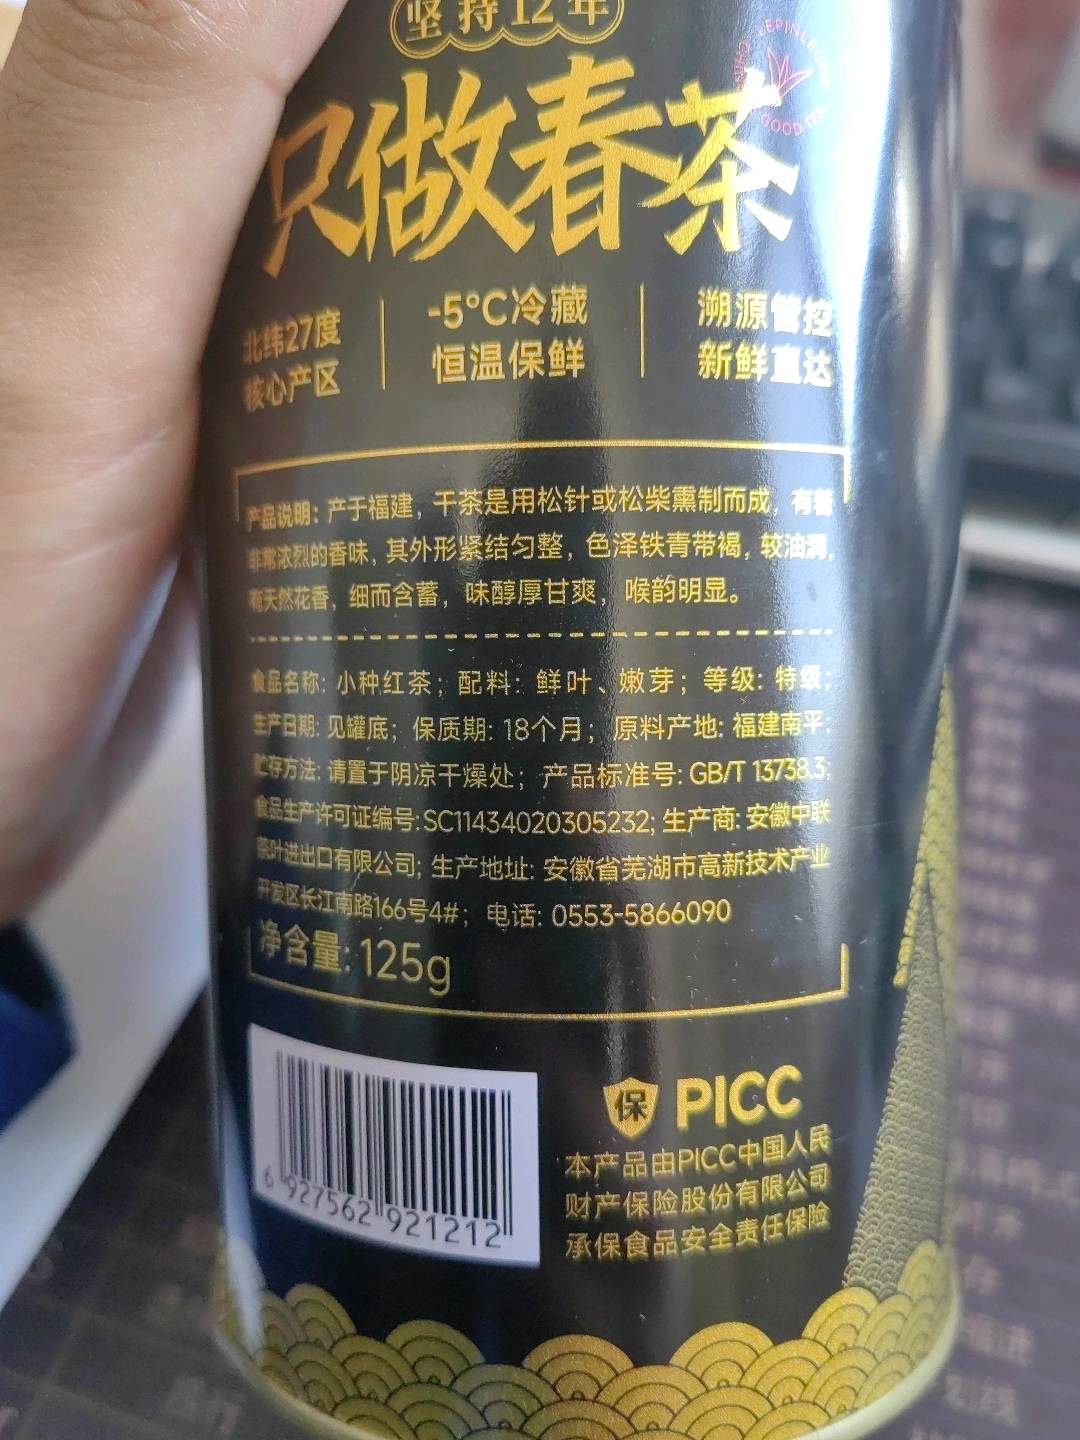 坚持12年
LEPINLECHA
GOOD TEA
只做春茶
北纬27度
核心产区
-5°C冷藏
恒温保鲜
溯源管控
新鲜直达
产品说明: 产于福建，干茶是用松针或松柴熏制而成，有着
非常浓烈的香味, 其外形紧结匀整，色泽铁青带褐, 较油润,
有天然花香，细而含蓄，味醇厚甘爽，喉韵明显。
食品名称: 小种红茶；配料: 鲜叶、嫩芽；等级: 特级;
生产日期: 见罐底；保质期: 18个月；原料产地: 福建南平;
贮存方法: 请置于阴凉干燥处；产品标准号: GB/T 13738.3;
食品生产许可证编号: SC11434020305232; 生产商: 安徽中联
茶叶进出口有限公司; 生产地址: 安徽省芜湖市高新技术产业
开发区长江南路166号4#；电话: 0553-5866090
净含量: 125g
6 927562 921212
保 PICC
本产品由PICC中国人民
财产保险股份有限公司
承保食品安全责任保险